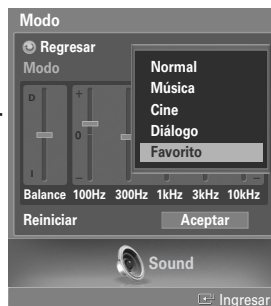 Modo
Regresar
Modo
Normal
Música
Cine
Diálogo
Favorito
D
+
0
I
−
Balance 100Hz 300Hz 1kHz 3kHz 10kHz
Reiniciar Aceptar
Sound
Ingresar